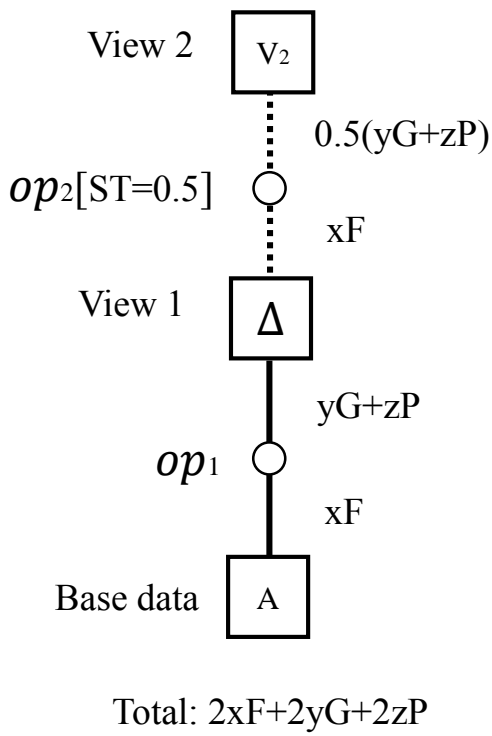 View 2
V₂
0.5(yG+zP)
op₂[ST=0.5]
xF
View 1
Δ
yG+zP
op₁
xF
Base data
A
Total: 2xF+2yG+2zP